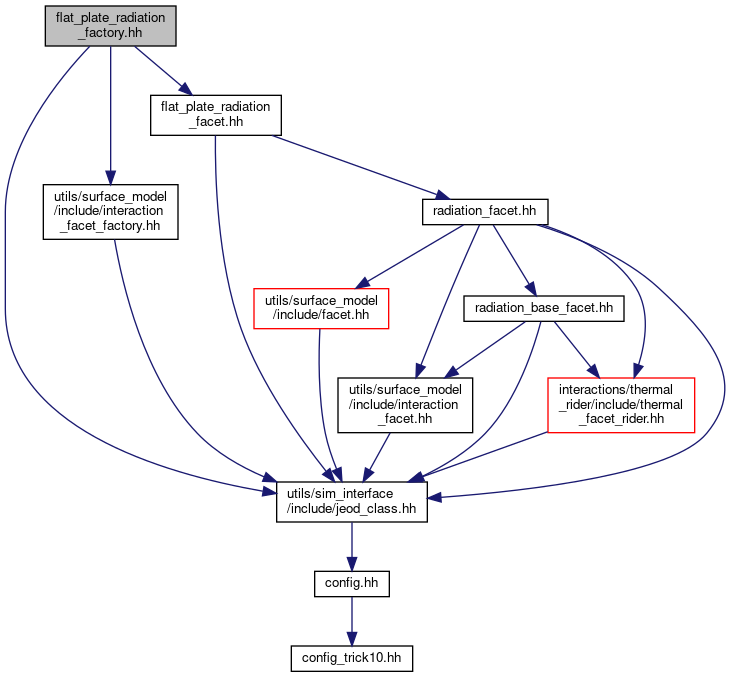 flat_plate_radiation
_factory.hh
flat_plate_radiation
_facet.hh
utils/surface_model
/include/interaction
_facet_factory.hh
radiation_facet.hh
utils/surface_model
/include/facet.hh
radiation_base_facet.hh
utils/surface_model
/include/interaction
_facet.hh
interactions/thermal
_rider/include/thermal
_facet_rider.hh
utils/sim_interface
/include/jeod_class.hh
config.hh
config_trick10.hh